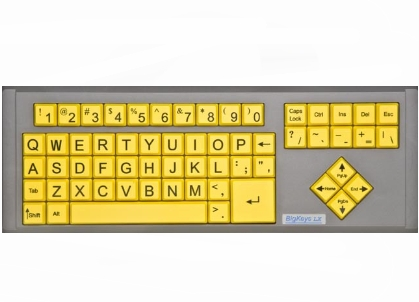 ! 1 @ 2 # 3 $ 4 % 5 ^ 6 & 7 * 8 ( 9 ) 0
Caps Lock Ctrl Ins Del Esc
? / ~ ` _ - + = | \
Q W E R T Y U I O P ←
A S D F G H J K L : ; " ,
Tab Z X C V B N M < ,
↑ Shift Alt > .
PgUp
Home End
PgDn
BigKeys LX